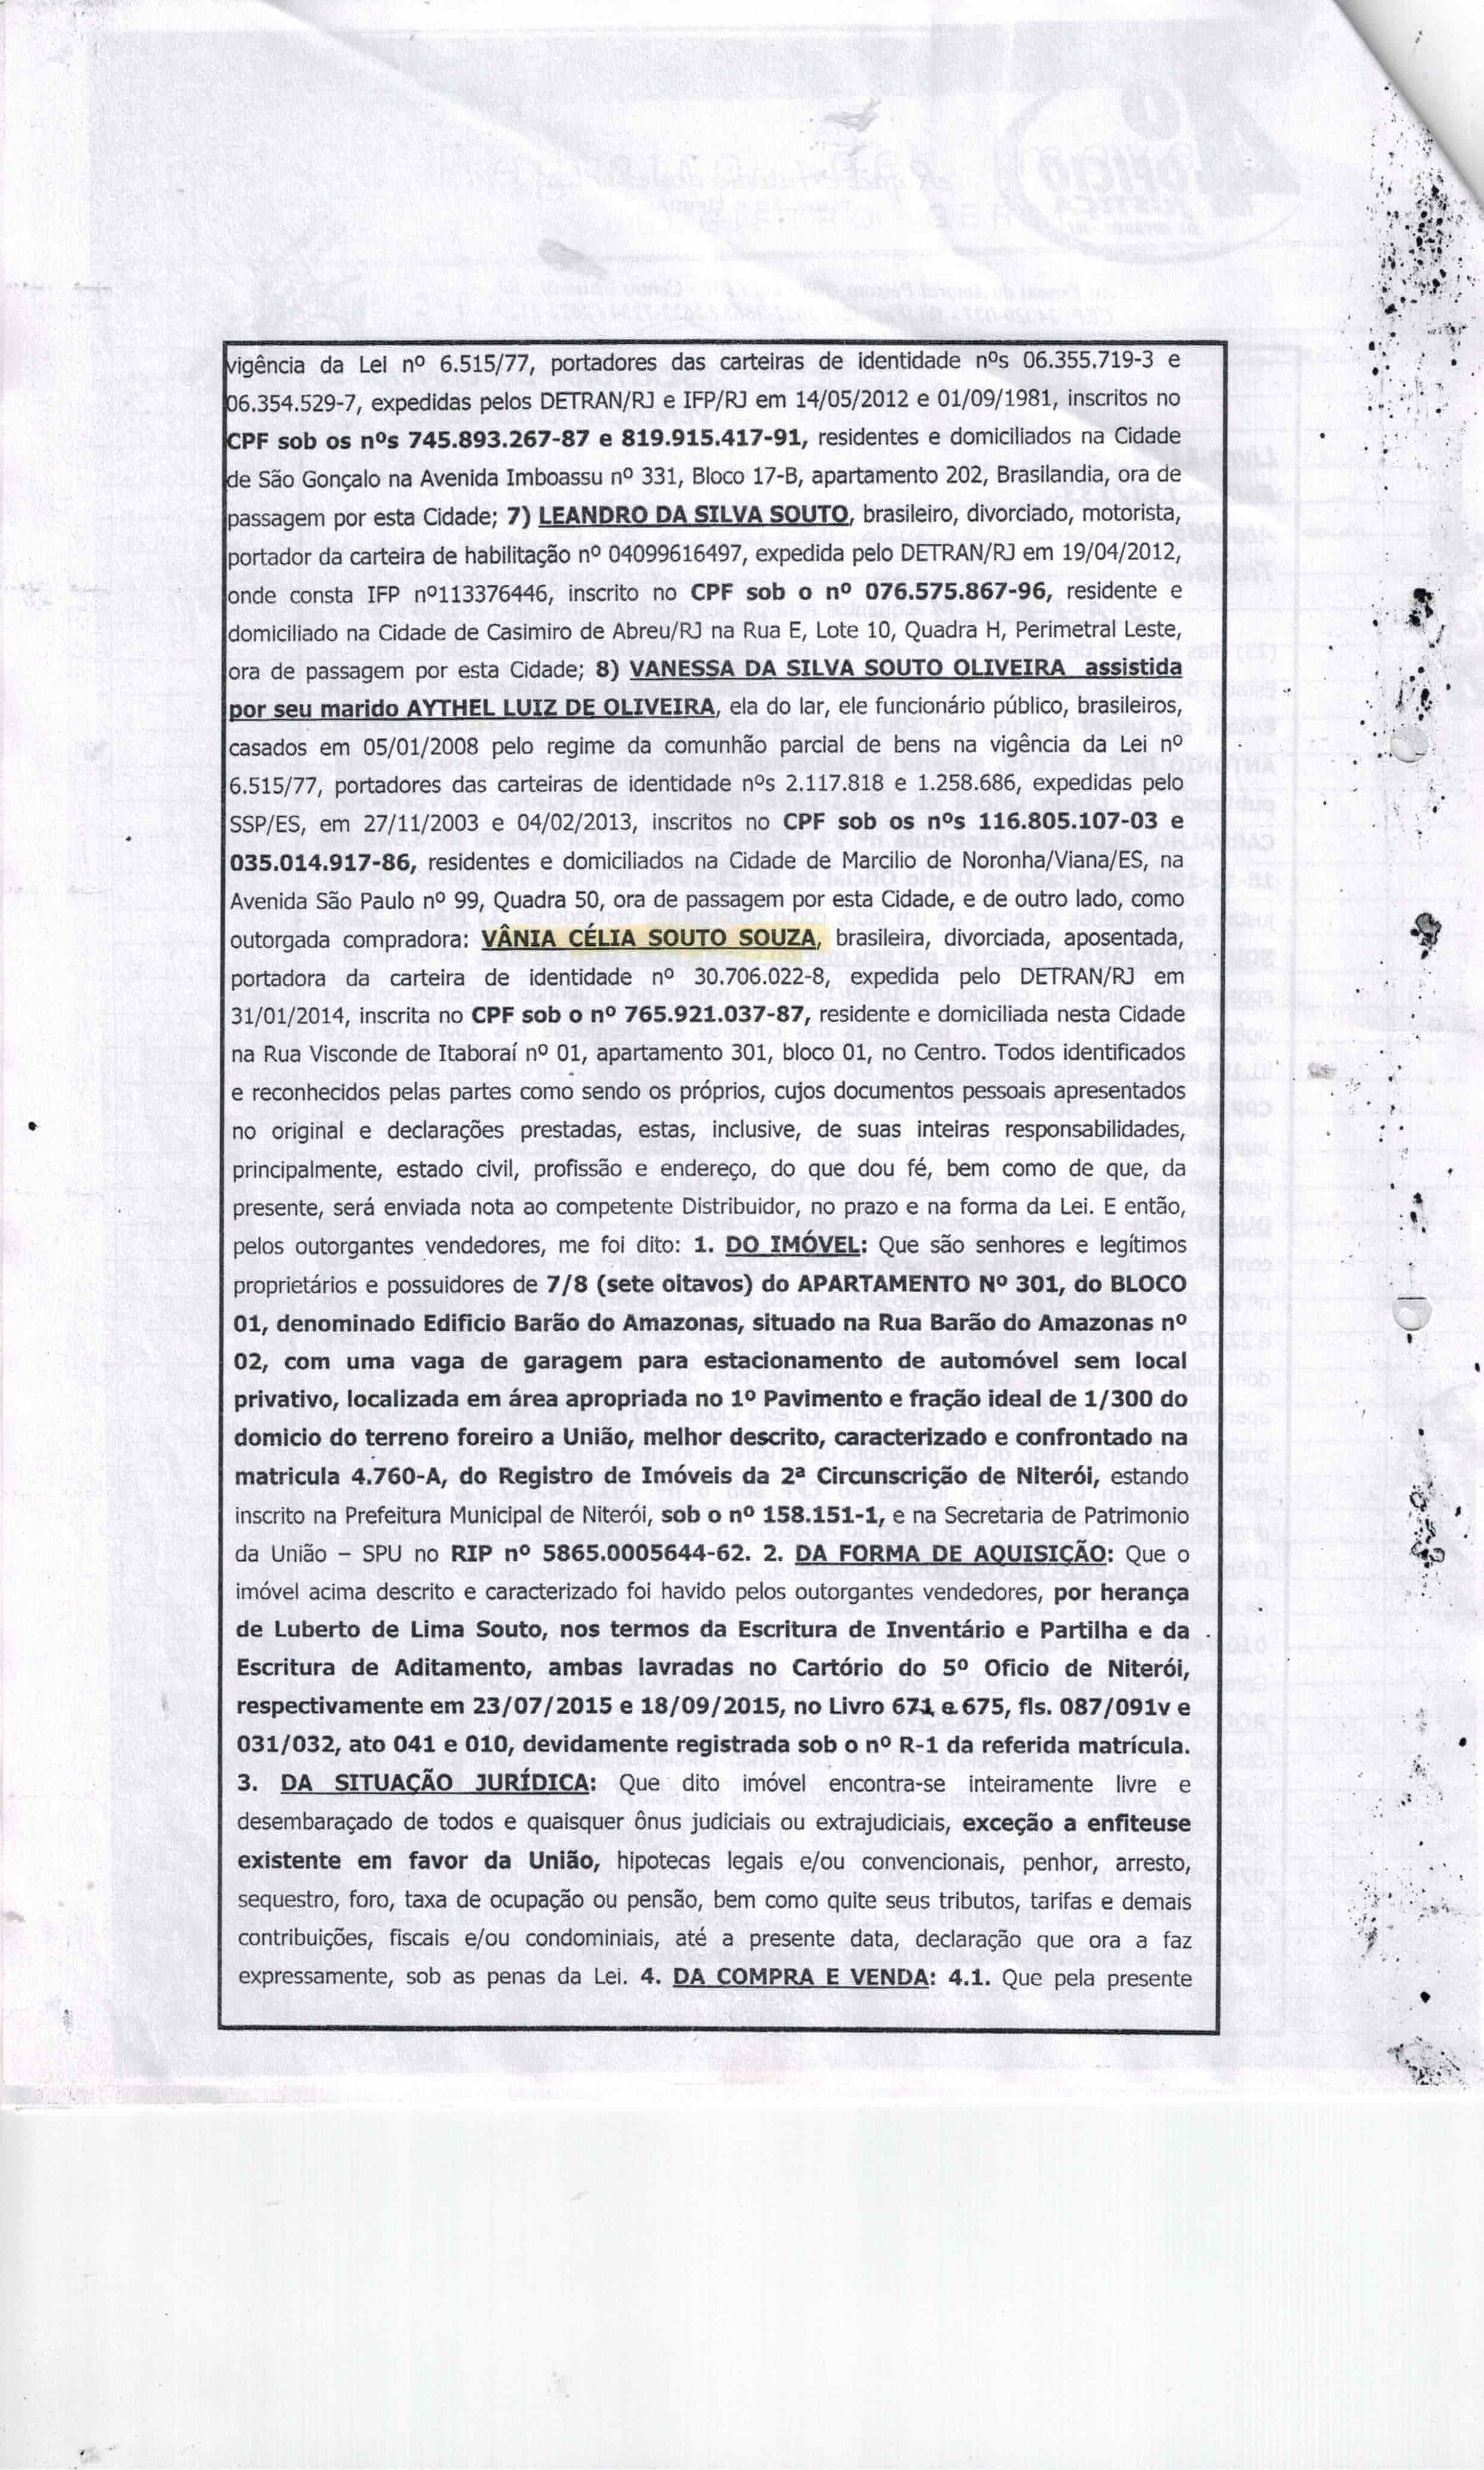 vigência da Lei nº 6.515/77, portadores das carteiras de identidade nºs 06.355.719-3 e
06.354.529-7, expedidas pelos DETRAN/RJ e IFP/RJ em 14/05/2012 e 01/09/1981, inscritos no
CPF sob os nºs 745.893.267-87 e 819.915.417-91, residentes e domiciliados na Cidade
de São Gonçalo na Avenida Imboassu nº 331, Bloco 17-B, apartamento 202, Brasilandia, ora de
passagem por esta Cidade; 7) LEANDRO DA SILVA SOUTO, brasileiro, divorciado, motorista,
portador da carteira de habilitação nº 04099616497, expedida pelo DETRAN/RJ em 19/04/2012,
onde consta IFP nº113376446, inscrito no CPF sob o nº 076.575.867-96, residente e
domiciliado na Cidade de Casimiro de Abreu/RJ na Rua E, Lote 10, Quadra H, Perimetral Leste,
ora de passagem por esta Cidade; 8) VANESSA DA SILVA SOUTO OLIVEIRA assistida
por seu marido AYTHEL LUIZ DE OLIVEIRA, ela do lar, ele funcionário público, brasileiros,
casados em 05/01/2008 pelo regime da comunhão parcial de bens na vigência da Lei nº
6.515/77, portadores das carteiras de identidade nºs 2.117.818 e 1.258.686, expedidas pelo
SSP/ES, em 27/11/2003 e 04/02/2013, inscritos no CPF sob os nºs 116.805.107-03 e
035.014.917-86, residentes e domiciliados na Cidade de Marcilio de Noronha/Viana/ES, na
Avenida São Paulo nº 99, Quadra 50, ora de passagem por esta Cidade, e de outro lado, como
outorgada compradora: VÂNIA CÉLIA SOUTO SOUZA, brasileira, divorciada, aposentada,
portadora da carteira de identidade nº 30.706.022-8, expedida pelo DETRAN/RJ em
31/01/2014, inscrita no CPF sob o nº 765.921.037-87, residente e domiciliada nesta Cidade
na Rua Visconde de Itaboraí nº 01, apartamento 301, bloco 01, no Centro. Todos identificados
e reconhecidos pelas partes como sendo os próprios, cujos documentos pessoais apresentados
no original e declarações prestadas, estas, inclusive, de suas inteiras responsabilidades,
principalmente, estado civil, profissão e endereço, do que dou fé, bem como de que, da
presente, será enviada nota ao competente Distribuidor, no prazo e na forma da Lei. E então,
pelos outorgantes vendedores, me foi dito: 1. DO IMÓVEL: Que são senhores e legítimos
proprietários e possuidores de 7/8 (sete oitavos) do APARTAMENTO Nº 301, do BLOCO
01, denominado Edificio Barão do Amazonas, situado na Rua Barão do Amazonas nº
02, com uma vaga de garagem para estacionamento de automóvel sem local
privativo, localizada em área apropriada no 1º Pavimento e fração ideal de 1/300 do
domicio do terreno foreiro a União, melhor descrito, caracterizado e confrontado na
matricula 4.760-A, do Registro de Imóveis da 2ª Circunscrição de Niterói, estando
inscrito na Prefeitura Municipal de Niterói, sob o nº 158.151-1, e na Secretaria de Patrimonio
da União – SPU no RIP nº 5865.0005644-62. 2. DA FORMA DE AQUISIÇÃO: Que o
imóvel acima descrito e caracterizado foi havido pelos outorgantes vendedores, por herança
de Luberto de Lima Souto, nos termos da Escritura de Inventário e Partilha e da
Escritura de Aditamento, ambas lavradas no Cartório do 5º Oficio de Niterói,
respectivamente em 23/07/2015 e 18/09/2015, no Livro 671 e 675, fls. 087/091v e
031/032, ato 041 e 010, devidamente registrada sob o nº R-1 da referida matrícula.
3. DA SITUAÇÃO JURÍDICA: Que dito imóvel encontra-se inteiramente livre e
desembaraçado de todos e quaisquer ônus judiciais ou extrajudiciais, exceção a enfiteuse
existente em favor da União, hipotecas legais e/ou convencionais, penhor, arresto,
sequestro, foro, taxa de ocupação ou pensão, bem como quite seus tributos, tarifas e demais
contribuições, fiscais e/ou condominiais, até a presente data, declaração que ora a faz
expressamente, sob as penas da Lei. 4. DA COMPRA E VENDA: 4.1. Que pela presente